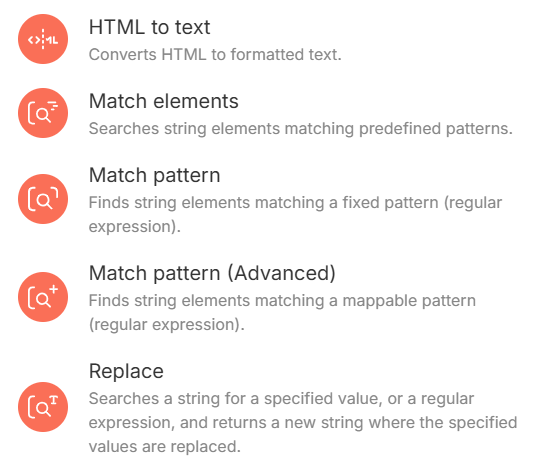 HTML to text
Converts HTML to formatted text.
Match elements
Searches string elements matching predefined patterns.
Match pattern
Finds string elements matching a fixed pattern (regular
expression).
Match pattern (Advanced)
Finds string elements matching a mappable pattern
(regular expression).
Replace
Searches a string for a specified value, or a regular
expression, and returns a new string where the specified
values are replaced.